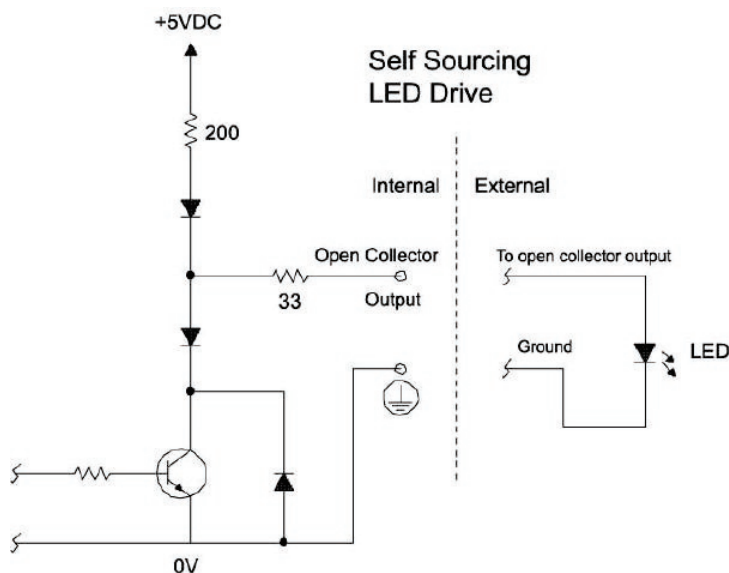 +5VDC
Self Sourcing
LED Drive
200
Internal
External
Open Collector
To open collector output
33
Output
Ground
LED
0V